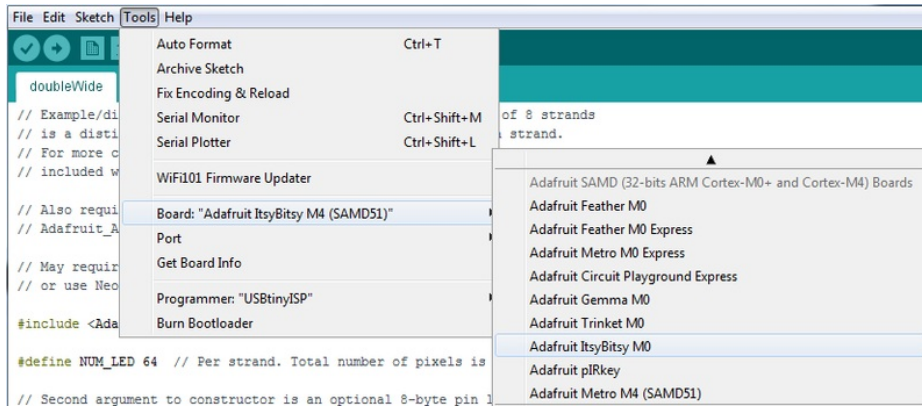 File Edit Sketch Tools Help
Auto Format Ctrl+T
Archive Sketch
Fix Encoding & Reload
Serial Monitor Ctrl+Shift+M
Serial Plotter Ctrl+Shift+L
WiFi101 Firmware Updater
Board: "Adafruit ItsyBitsy M4 (SAMD51)"
Port
Get Board Info
Programmer: "USBtinyISP"
Burn Bootloader
▲
Adafruit SAMD (32-bits ARM Cortex-M0+ and Cortex-M4) Boards
Adafruit Feather M0
Adafruit Feather M0 Express
Adafruit Metro M0 Express
Adafruit Circuit Playground Express
Adafruit Gemma M0
Adafruit Trinket M0
Adafruit ItsyBitsy M0
Adafruit pIRkey
Adafruit Metro M4 (SAMD51)
doubleWide
// Example/di of 8 strands
// is a disti strand.
// For more c
// included w
// Also requi
// Adafruit_A
// May requir
// or use Neo
#include <Ada
#define NUM_LED 64 // Per strand. Total number of pixels is
// Second argument to constructor is an optional 8-byte pin l